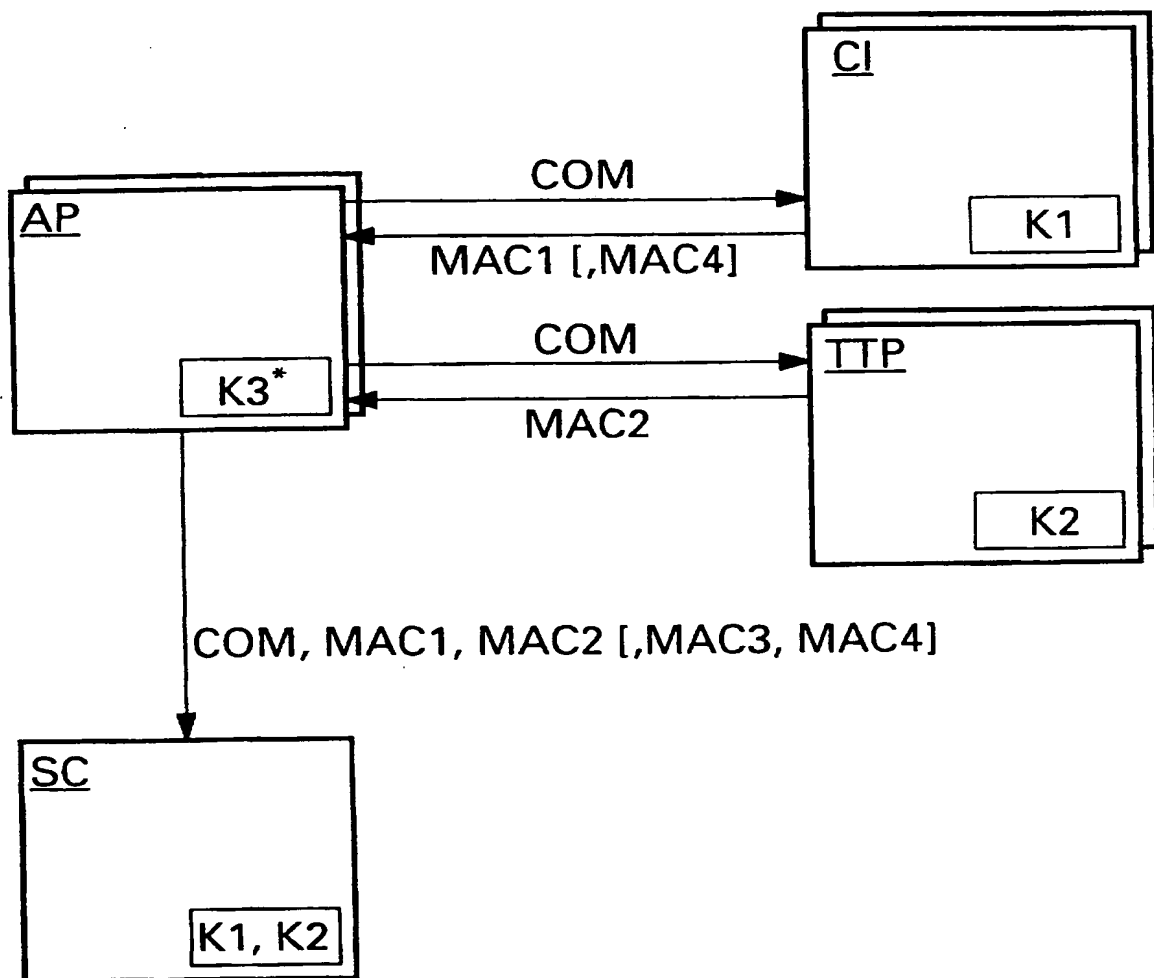 CI
COM
K1
AP
MAC1 [,MAC4]
COM
TTP
K3*
MAC2
K2
COM, MAC1, MAC2 [,MAC3, MAC4]
SC
K1, K2